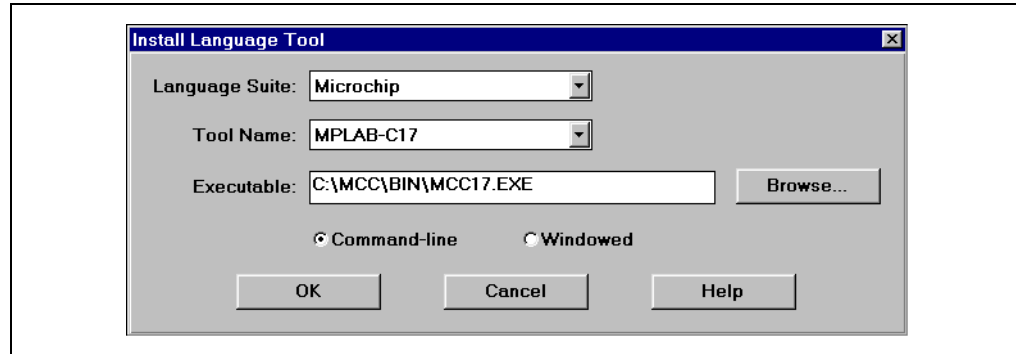 Install Language Tool
Language Suite: Microchip
Tool Name: MPLAB-C17
Executable: C:\MCC\BIN\MCC17.EXE Browse...
Command-line Windowed
OK Cancel Help